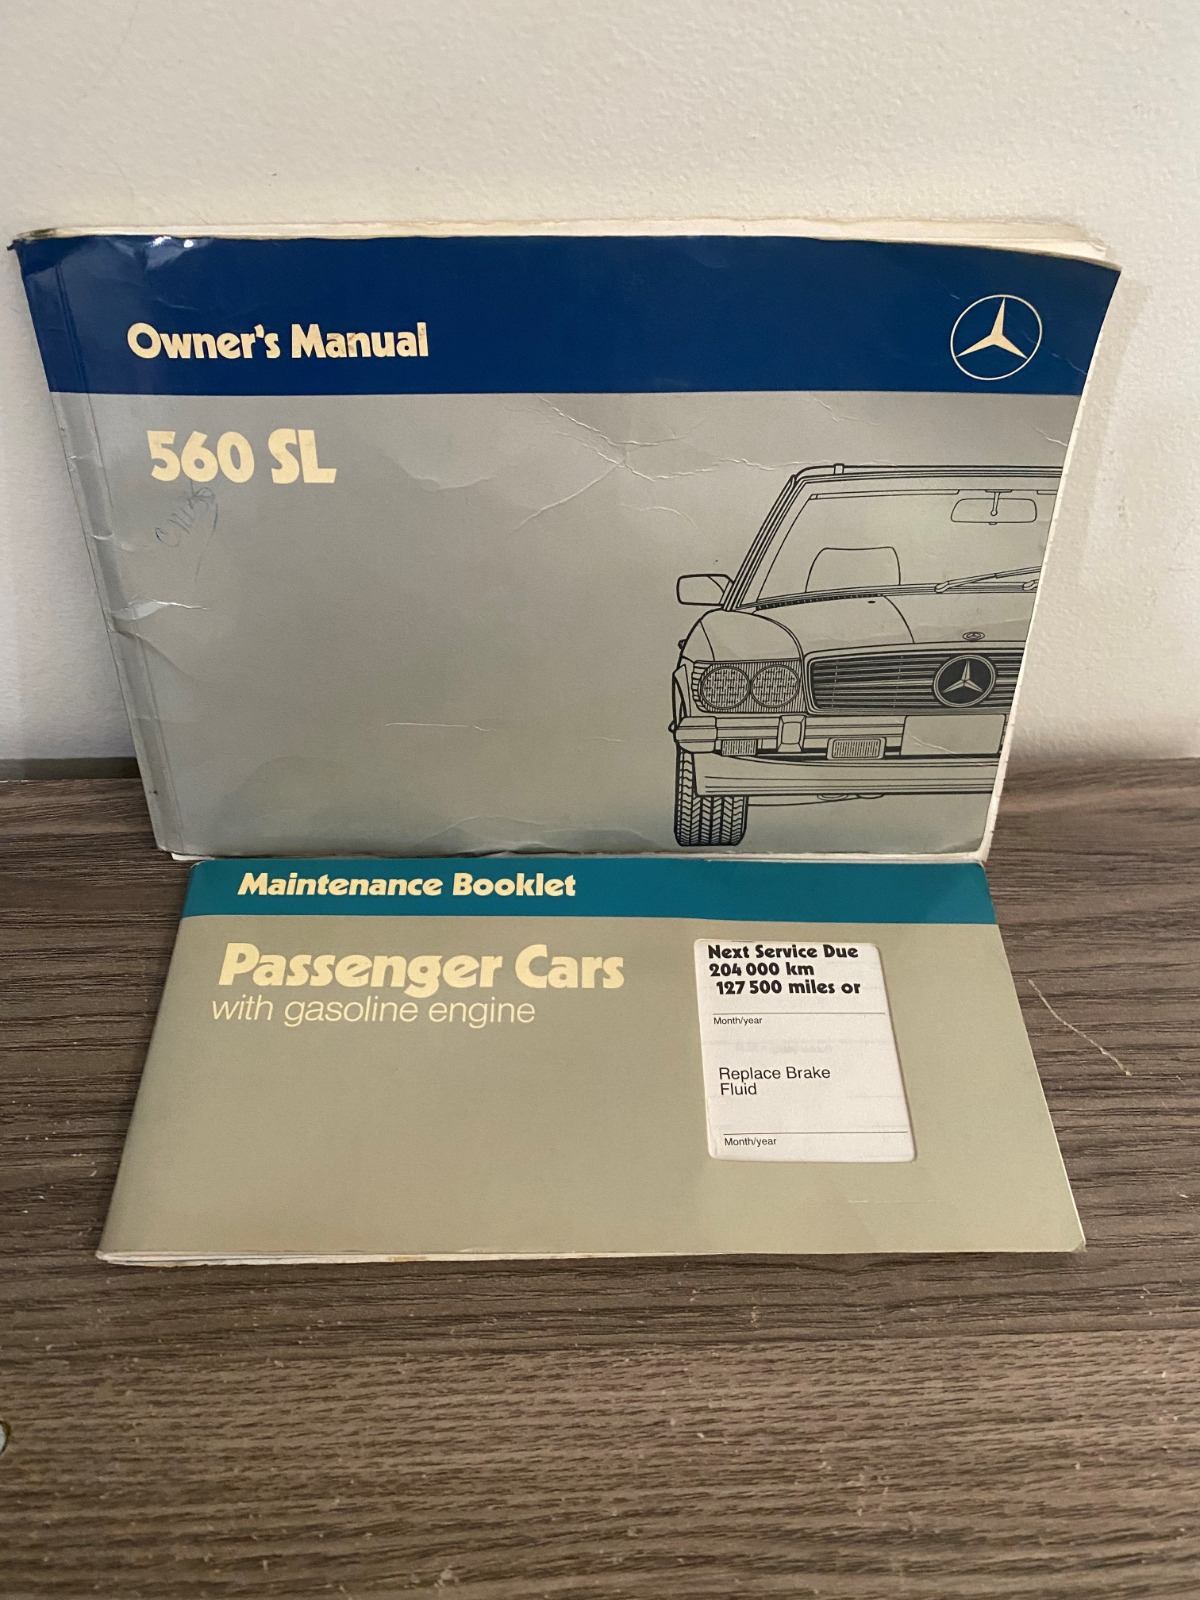 Owner's Manual
560 SL
Maintenance Booklet
Passenger Cars
with gasoline engine
Next Service Due
204 000 km
127 500 miles or
Month/year
Replace Brake
Fluid
Month/year